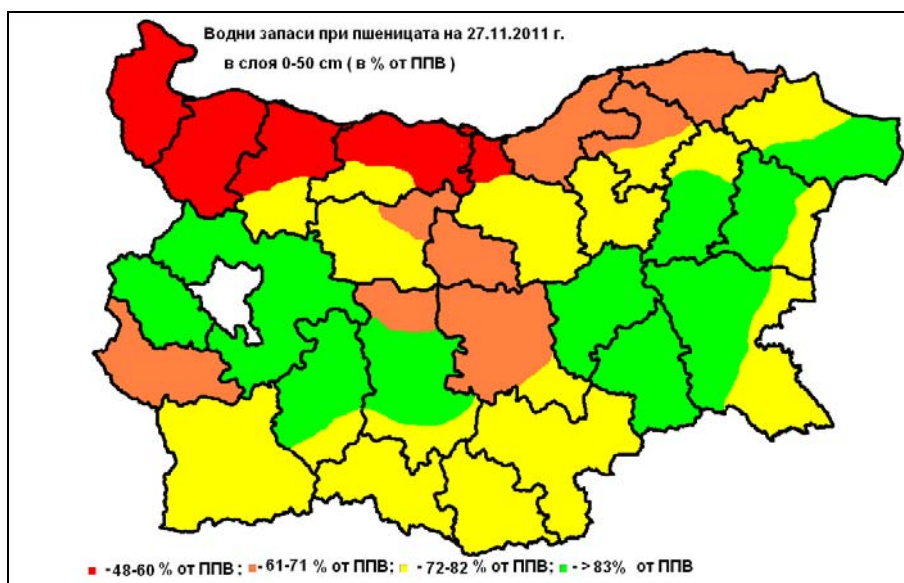 Водни запаси при пшеницата на 27.11.2011 г.
в слоя 0-50 cm ( в % от ППВ )
- 48-60 % от ППВ ; - 61-71 % от ППВ; - 72-82 % от ППВ; - > 83% от ППВ